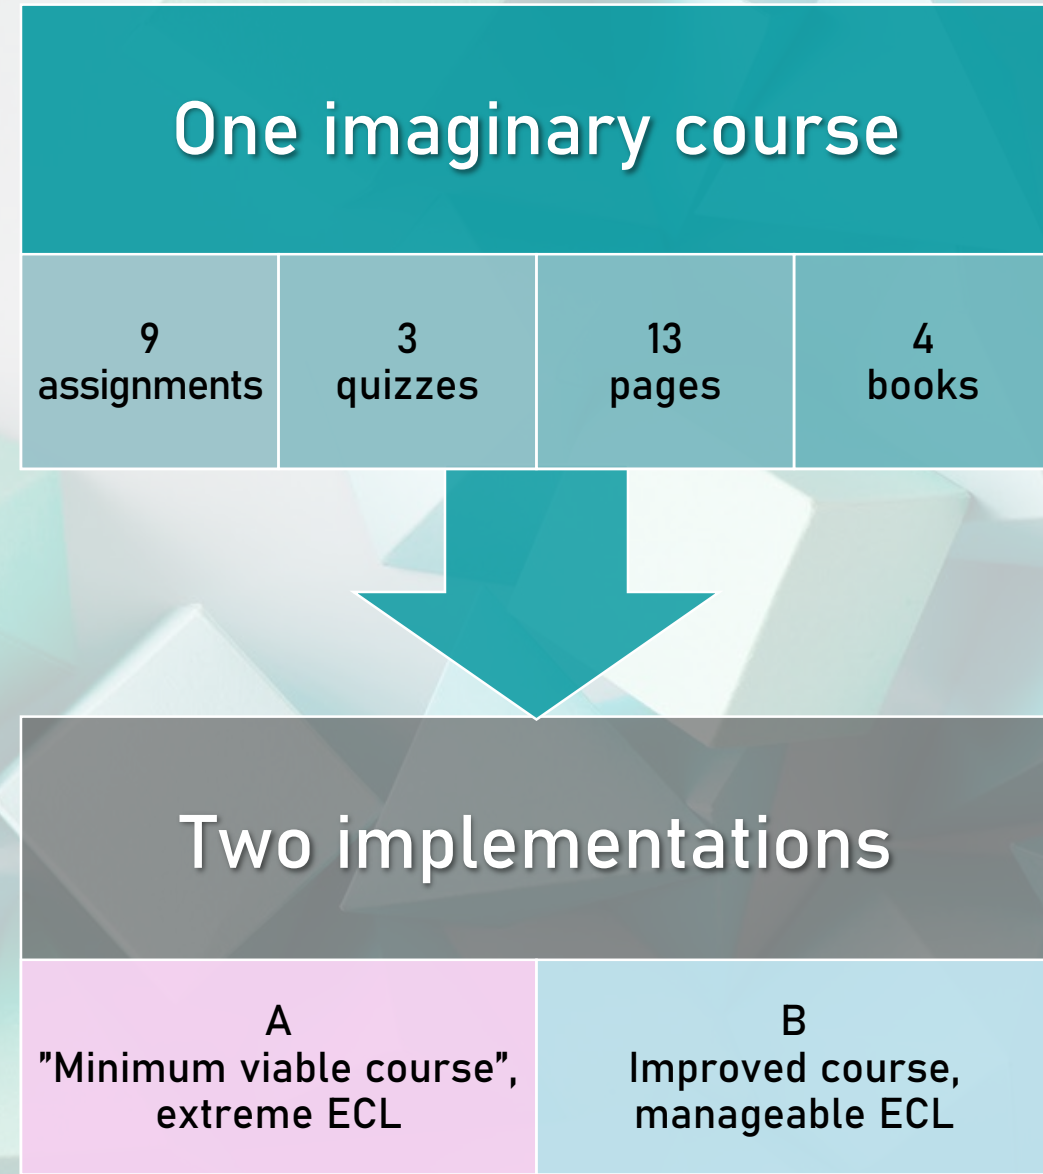 One imaginary course
9
assignments
3
quizzes
13
pages
4
books
Two implementations
A
"Minimum viable course",
extreme ECL
B
Improved course,
manageable ECL